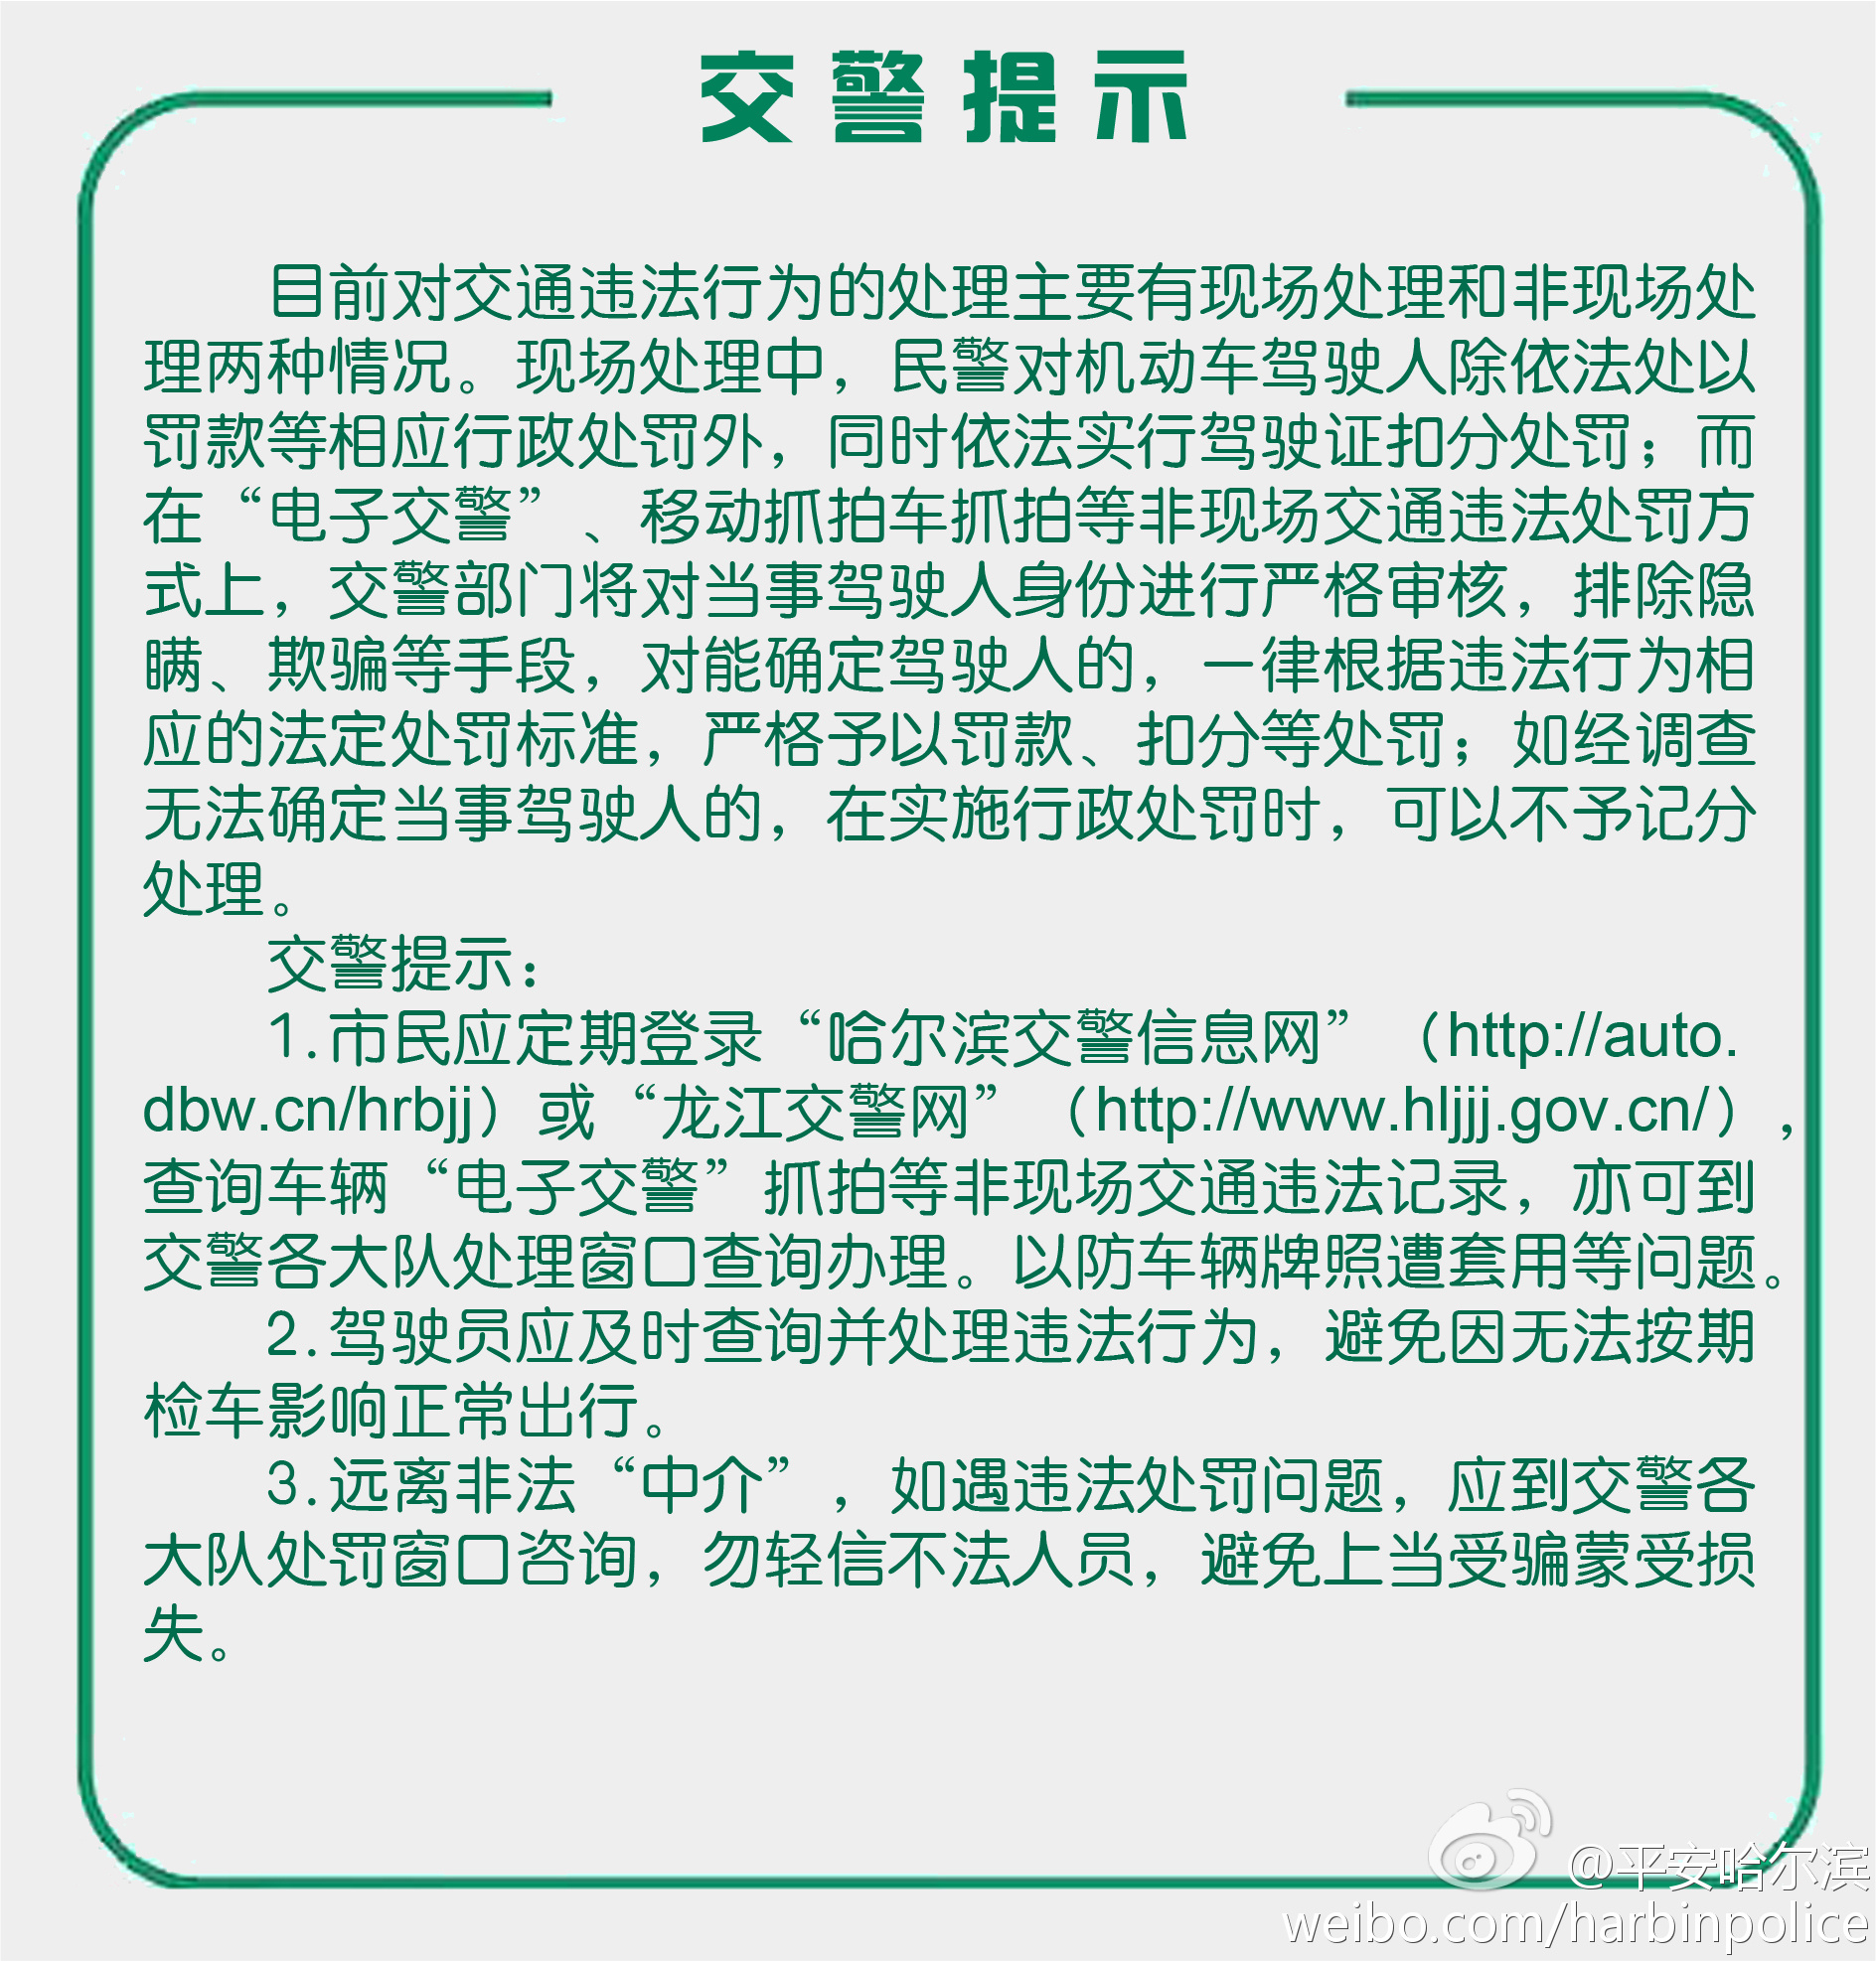 交警提示
目前对交通违法行为的处理主要有现场处理和非现场处
理两种情况。现场处理中，民警对机动车驾驶人除依法处以
罚款等相应行政处罚外，同时依法实行驾驶证扣分处罚；而
在“电子交警”、移动抓拍车抓拍等非现场交通违法处罚方
式上，交警部门将对当事驾驶人身份进行严格审核，排除隐
瞒、欺骗等手段，对能确定驾驶人的，一律根据违法行为相
应的法定处罚标准，严格予以罚款、扣分等处罚；如经调查
无法确定当事驾驶人的，在实施行政处罚时，可以不予记分
处理。
交警提示：
1.市民应定期登录“哈尔滨交警信息网”（http://auto.
dbw.cn/hrbjj）或“龙江交警网”（http://www.hljjj.gov.cn/），
查询车辆“电子交警”抓拍等非现场交通违法记录，亦可到
交警各大队处理窗口查询办理。以防车辆牌照遭套用等问题。
2.驾驶员应及时查询并处理违法行为，避免因无法按期
检车影响正常出行。
3.远离非法“中介”，如遇违法处罚问题，应到交警各
大队处罚窗口咨询，勿轻信不法人员，避免上当受骗蒙受损
失。
@平安哈尔滨
weibo.com/harbinpolice